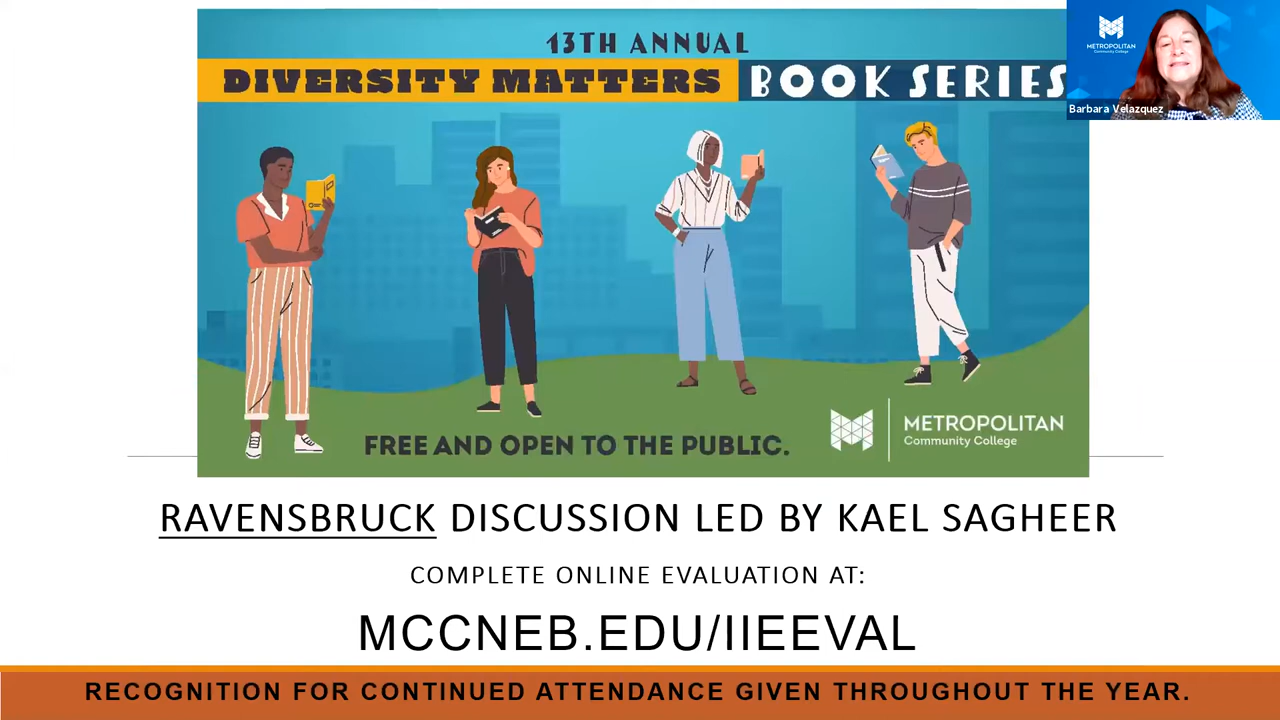 13TH ANNUAL
DIVERSITY MATTERS BOOK SERIES
METROPOLITAN
Community College
Barbara Velazquez
FREE AND OPEN TO THE PUBLIC.
METROPOLITAN
Community College
RAVENSBRUCK DISCUSSION LED BY KAEL SAGHEER
COMPLETE ONLINE EVALUATION AT:
MCCNEB.EDU/IIEEVAL
RECOGNITION FOR CONTINUED ATTENDANCE GIVEN THROUGHOUT THE YEAR.